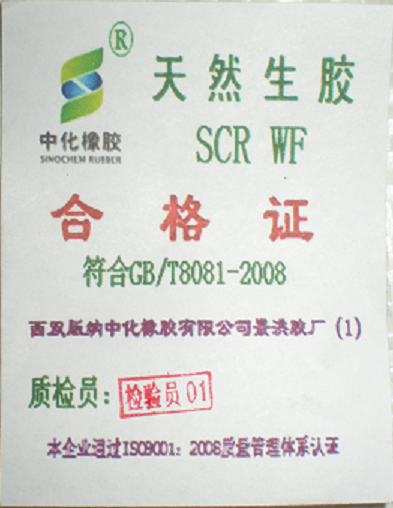 ®
天然生胶
中化橡胶
SINOCHEM RUBBER
SCR WF
合格证
符合GB/T8081-2008
西双版纳中化橡胶有限公司景洪胶厂(1)
质检员:检验员01
本企业通过ISO9001:2008质量管理体系认证